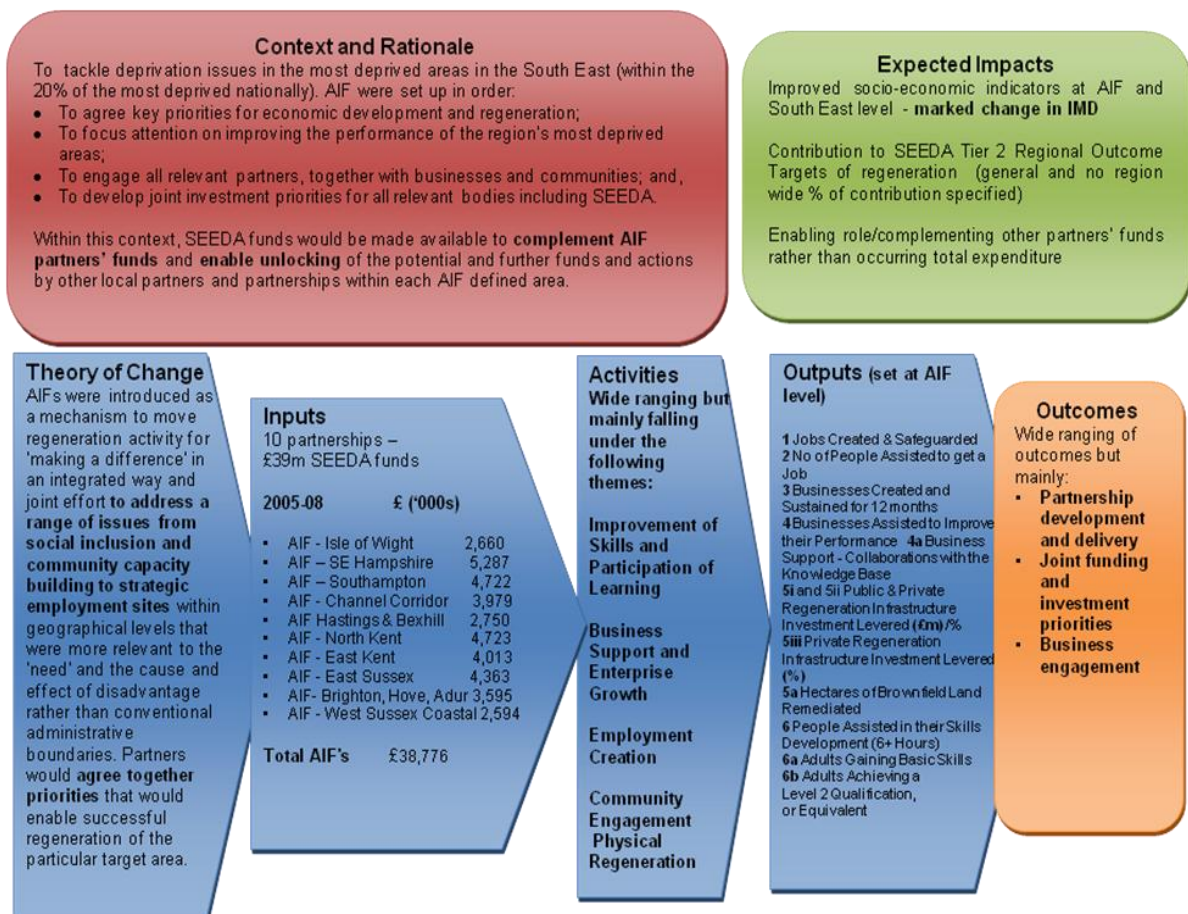 Context and Rationale
To tackle deprivation issues in the most deprived areas in the South East (within the
20% of the most deprived nationally). AIF were set up in order:
• To agree key priorities for economic development and regeneration;
• To focus attention on improving the performance of the region's most deprived
areas;
• To engage all relevant partners, together with businesses and communities; and,
• To develop joint investment priorities for all relevant bodies including SEEDA.
Within this context, SEEDA funds would be made available to complement AIF
partners' funds and enable unlocking of the potential and further funds and actions
by other local partners and partnerships within each AIF defined area.
Expected Impacts
Improved socio-economic indicators at AIF and
South East level - marked change in IMD
Contribution to SEEDA Tier 2 Regional Outcome
Targets of regeneration (general and no region
wide % of contribution specified)
Enabling role/complementing other partners' funds
rather than occurring total expenditure
Theory of Change
AIFs were introduced as
a mechanism to move
regeneration activity for
'making a difference' in
an integrated way and
joint effort to address a
range of issues from
social inclusion and
community capacity
building to strategic
employment sites within
geographical levels that
were more relevant to the
'need' and the cause and
effect of disadvantage
rather than conventional
administrative
boundaries. Partners
would agree together
priorities that would
enable successful
regeneration of the
particular target area.
Inputs
10 partnerships –
£39m SEEDA funds
2005-08 £ ('000s)
▪ AIF - Isle of Wight 2,660
▪ AIF – SE Hampshire 5,287
▪ AIF – Southampton 4,722
▪ AIF - Channel Corridor 3,979
▪ AIF Hastings & Bexhill 2,750
▪ AIF - North Kent 4,723
▪ AIF - East Kent 4,013
▪ AIF - East Sussex 4,363
▪ AIF- Brighton, Hove, Adur 3,595
▪ AIF - West Sussex Coastal 2,594
Total AIF's £38,776
Activities
Wide ranging but
mainly falling
under the
following
themes:
Improvement of
Skills and
Participation of
Learning
Business
Support and
Enterprise
Growth
Employment
Creation
Community
Engagement
Physical
Regeneration
Outputs (set at AIF
level)
1 Jobs Created & Safeguarded
2 No of People Assisted to get a
Job
3 Businesses Created and
Sustained for 12 months
4 Businesses Assisted to Improve
their Performance 4a Business
Support - Collaborations with the
Knowledge Base
5i and 5ii Public & Private
Regeneration Infrastructure
Investment Levered (£m) /%
5iii Private Regeneration
Infrastructure Investment Levered
(%)
5a Hectares of Brownfield Land
Remediated
6 People Assisted in their Skills
Development (6+ Hours)
6a Adults Gaining Basic Skills
6b Adults Achieving a
Level 2 Qualification,
or Equivalent
Outcomes
Wide ranging of
outcomes but
mainly:
▪ Partnership
development
and delivery
▪ Joint funding
and
investment
priorities
▪ Business
engagement